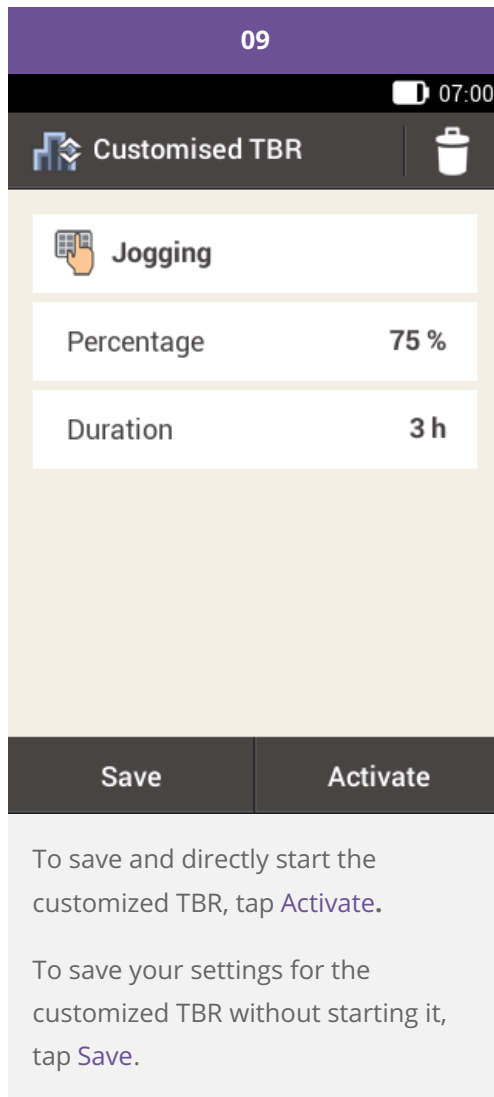 09
07:00
Customised TBR
Jogging
Percentage 75 %
Duration 3 h
Save Activate
To save and directly start the
customized TBR, tap Activate.
To save your settings for the
customized TBR without starting it,
tap Save.